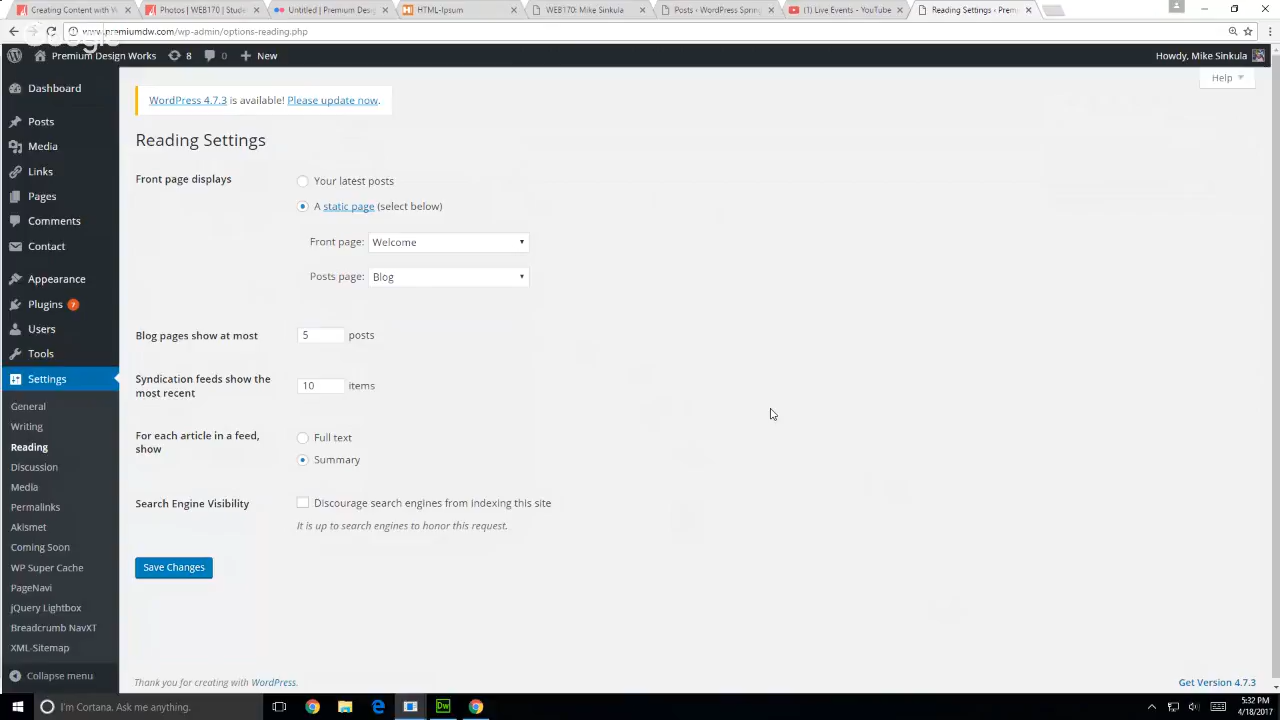 Creating Content with W × Photos | WEB170 | Stude × Untitled | Premium Desig × HTML-Ipsum × WEB170: Mike Sinkula × Posts ‹ WordPress Spring × (1) Live Events - YouTube × Reading Settings ‹ Prem ×
www.premiumdw.com/wp-admin/options-reading.php
Google
Premium Design Works 8 0 + New Howdy, Mike Sinkula
Help
Dashboard
Posts
Media
Links
Pages
Comments
Contact
Appearance
Plugins 7
Users
Tools
Settings
General
Writing
Reading
Discussion
Media
Permalinks
Akismet
Coming Soon
WP Super Cache
PageNavi
jQuery Lightbox
Breadcrumb NavXT
XML-Sitemap
Collapse menu
WordPress 4.7.3 is available! Please update now.
Reading Settings
Front page displays
Your latest posts
A static page (select below)
Front page: Welcome
Posts page: Blog
Blog pages show at most 5 posts
Syndication feeds show the
most recent
10 items
For each article in a feed,
show
Full text
Summary
Search Engine Visibility
Discourage search engines from indexing this site
It is up to search engines to honor this request.
Save Changes
Thank you for creating with WordPress. Get Version 4.7.3
I'm Cortana. Ask me anything.
Dw
5:32 PM
4/18/2017